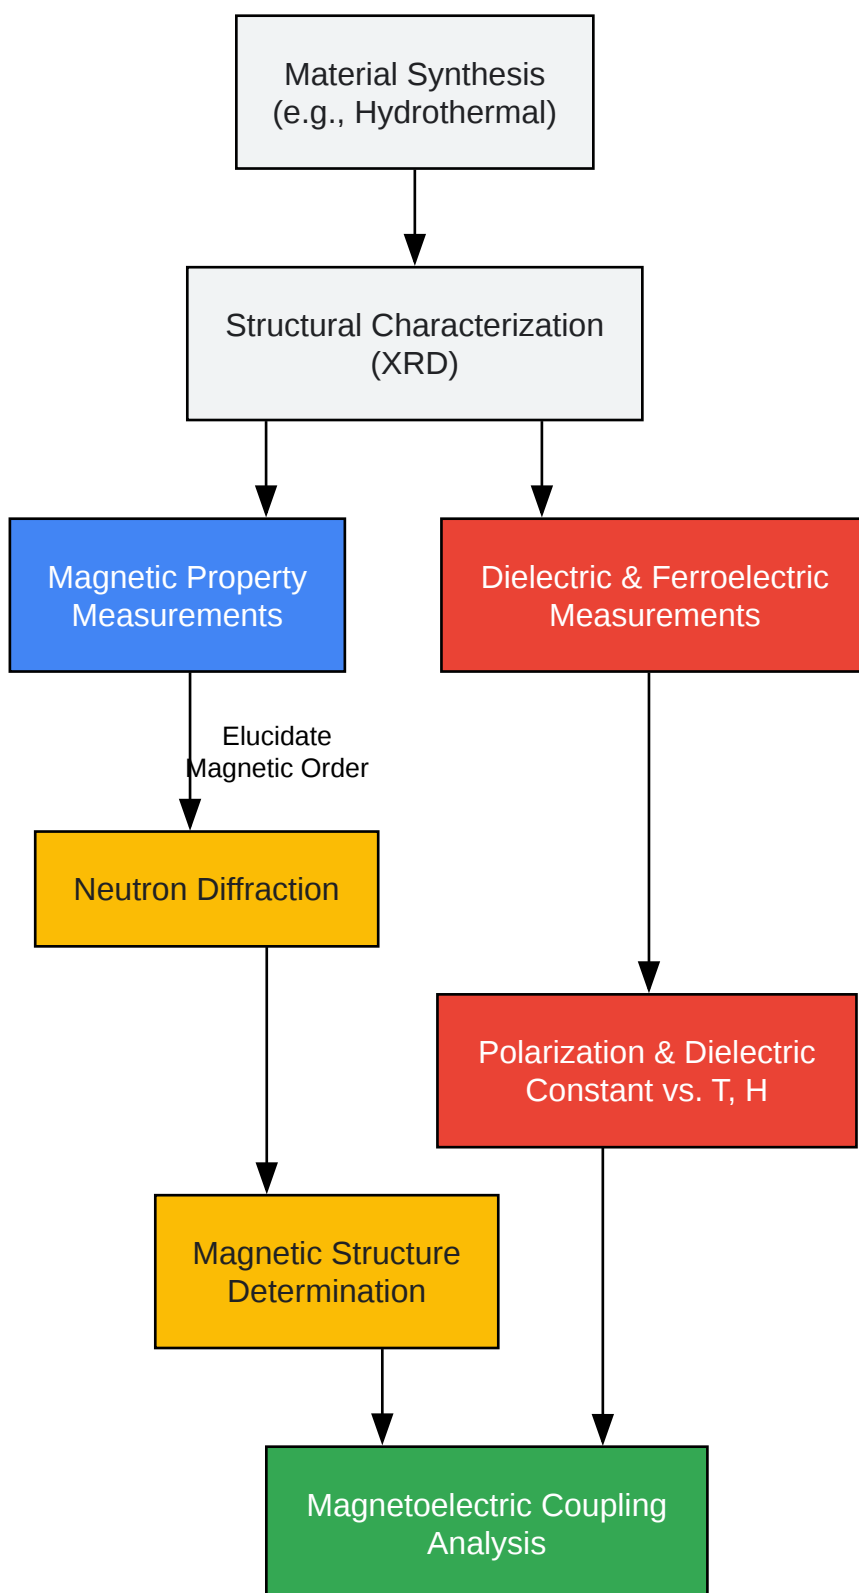 Material Synthesis
(e.g., Hydrothermal)
Structural Characterization
(XRD)
Magnetic Property
Measurements
Dielectric & Ferroelectric
Measurements
Elucidate
Magnetic Order
Neutron Diffraction
Polarization & Dielectric
Constant vs. T, H
Magnetic Structure
Determination
Magnetoelectric Coupling
Analysis